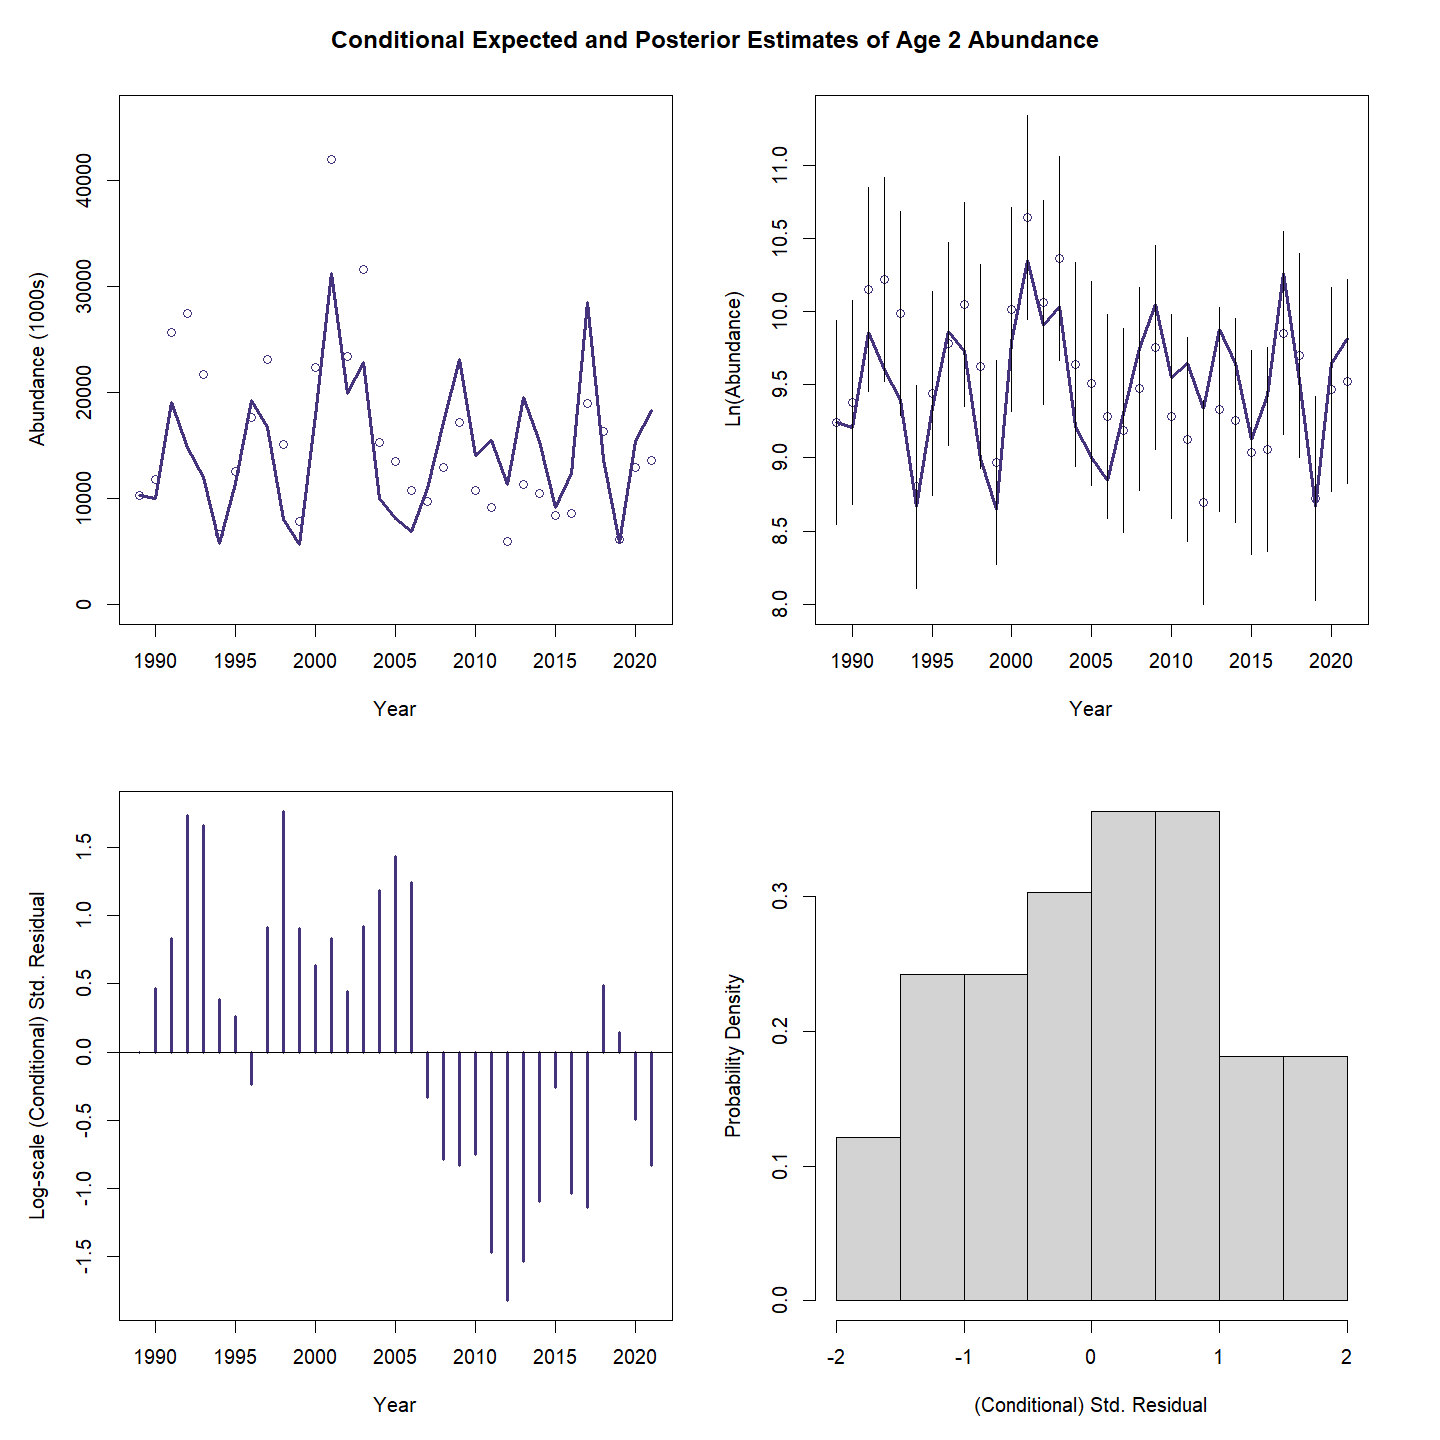 Conditional Expected and Posterior Estimates of Age 2 Abundance
Abundance (1000s)
40000
30000
20000
10000
0
1990 1995 2000 2005 2010 2015 2020
Year
Ln(Abundance)
11.0
10.5
10.0
9.5
9.0
8.5
8.0
1990 1995 2000 2005 2010 2015 2020
Year
Log-scale (Conditional) Std. Residual
1.5
1.0
0.5
0.0
-0.5
-1.0
-1.5
1990 1995 2000 2005 2010 2015 2020
Year
Probability Density
0.3
0.2
0.1
0.0
-2 -1 0 1 2
(Conditional) Std. Residual